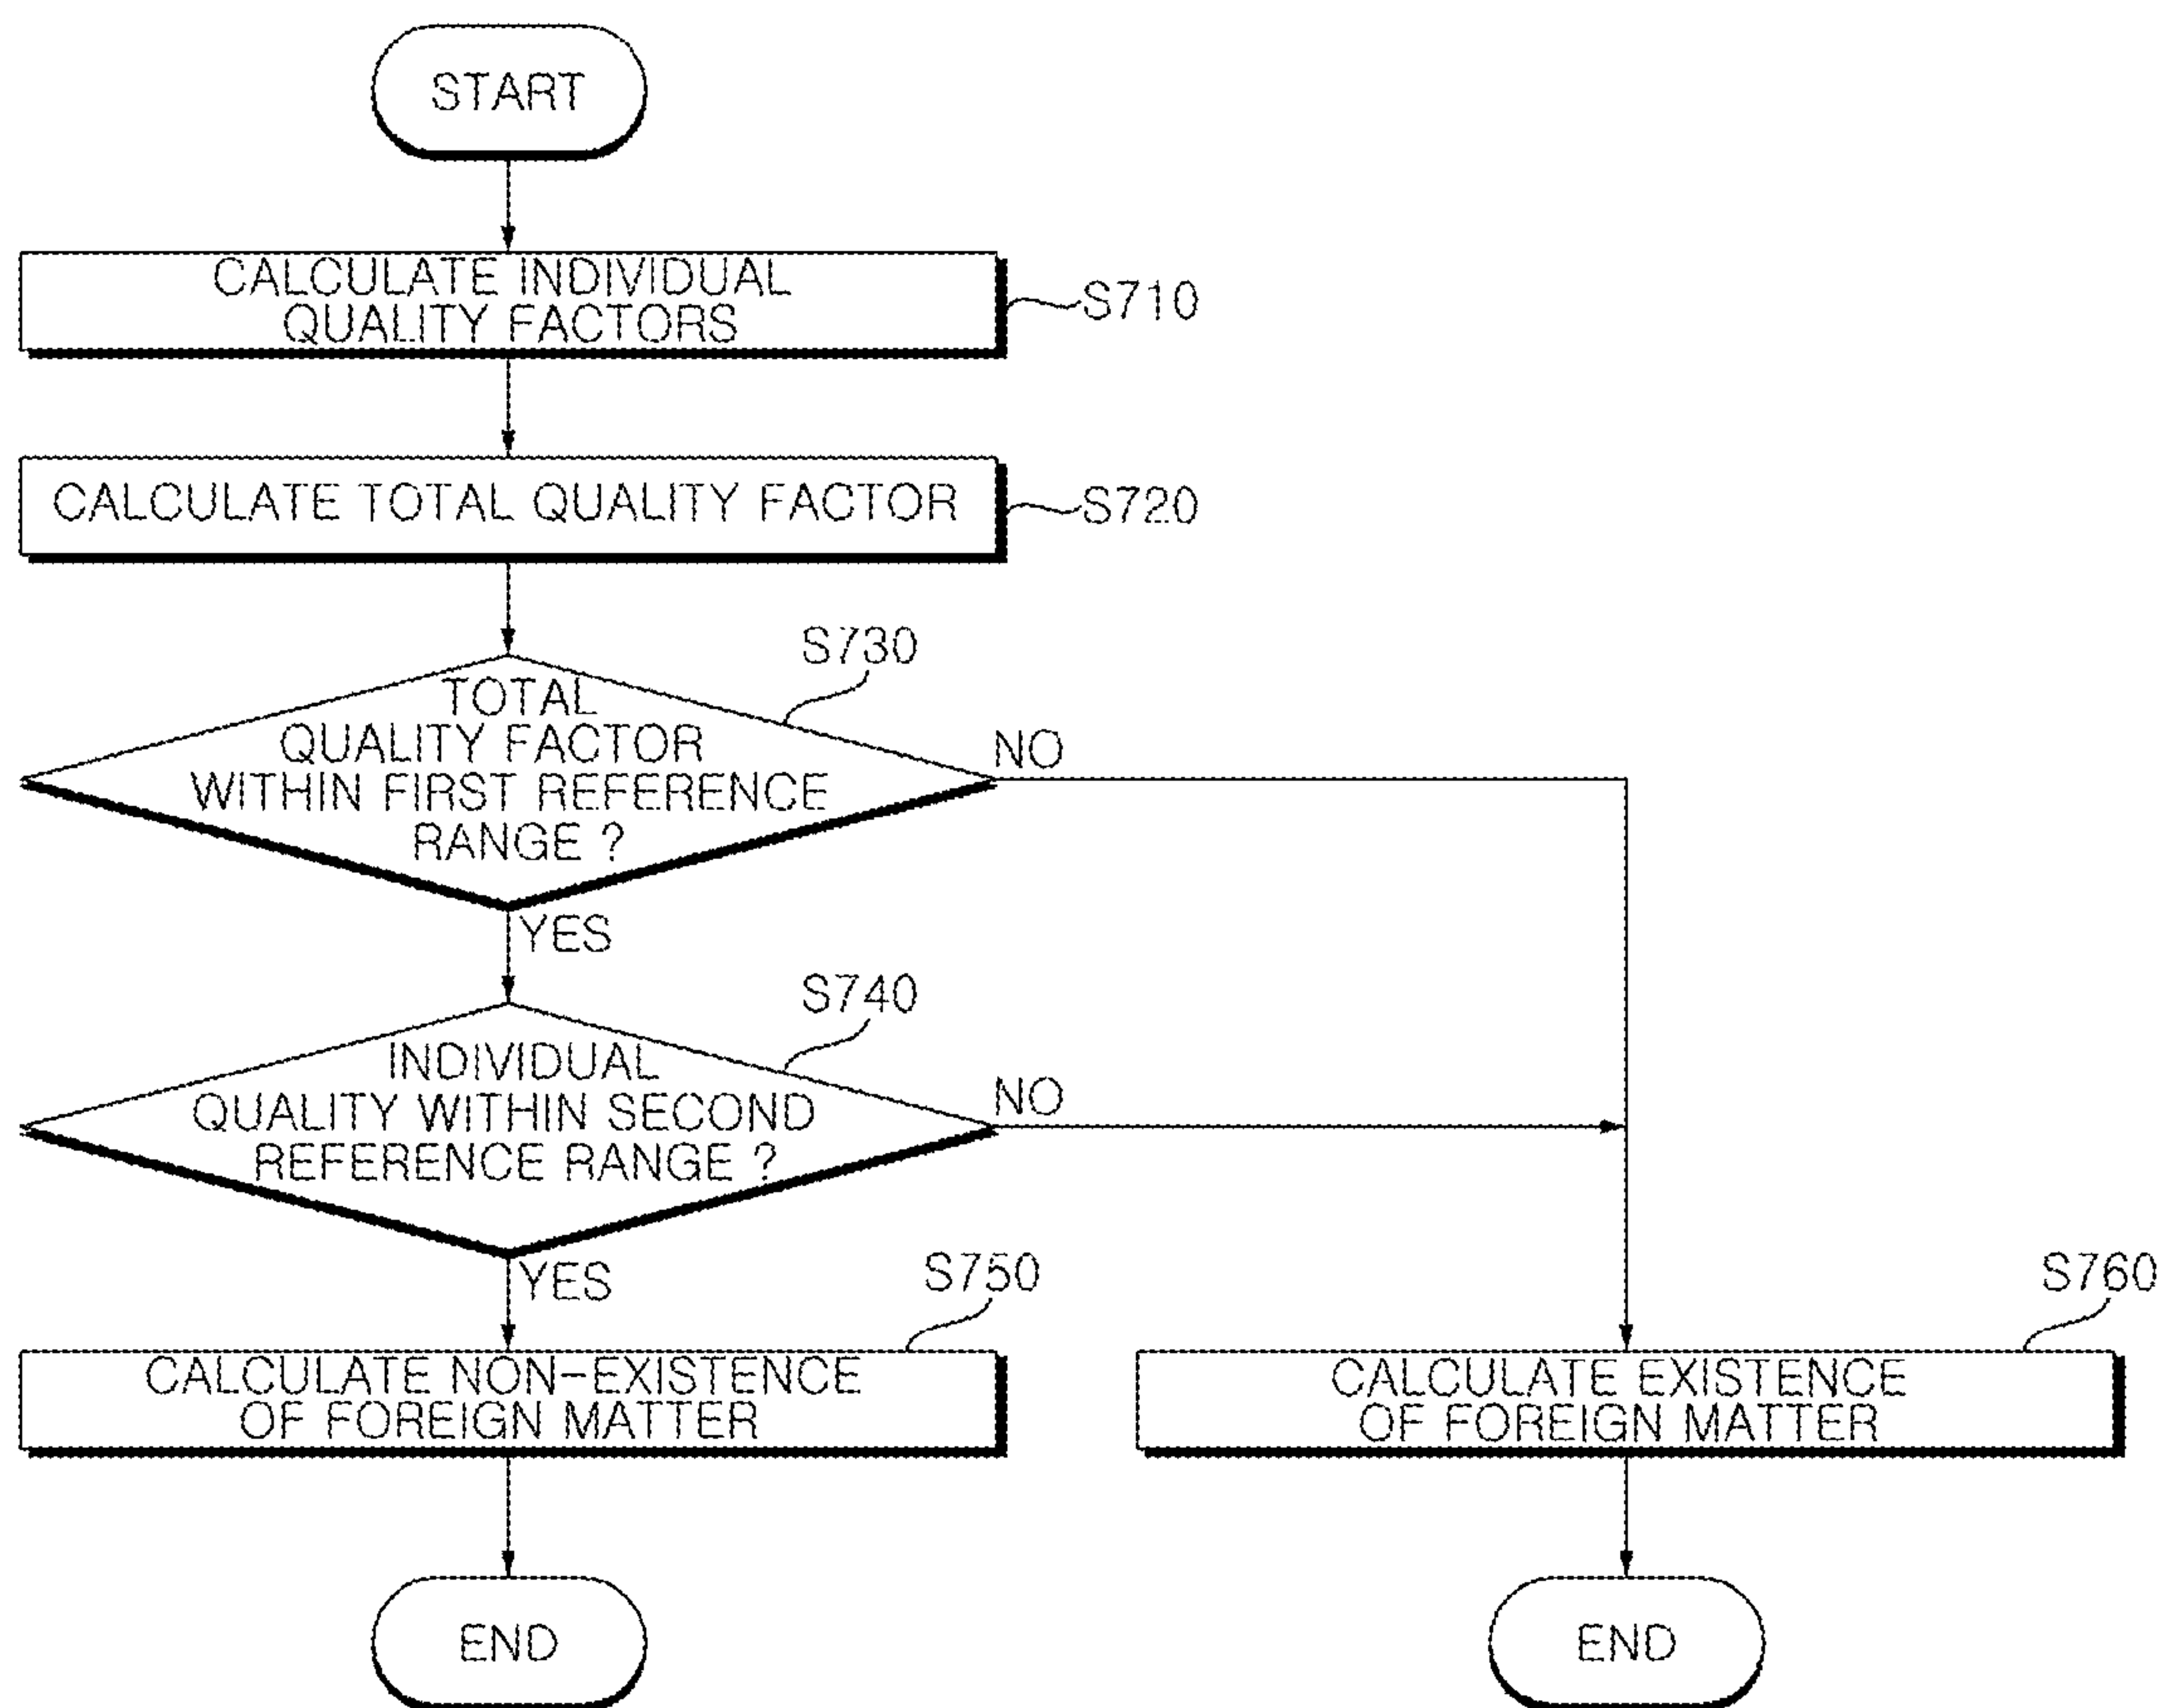 START
CALCULATE INDIVIDUAL
QUALITY FACTORS
S710
CALCULATE TOTAL QUALITY FACTOR
S720
S730
TOTAL
QUALITY FACTOR
WITHIN FIRST REFERENCE
RANGE ?
NO
YES
S740
INDIVIDUAL
QUALITY WITHIN SECOND
REFERENCE RANGE ?
NO
YES
S750
CALCULATE NON-EXISTENCE
OF FOREIGN MATTER
S760
CALCULATE EXISTENCE
OF FOREIGN MATTER
END
END